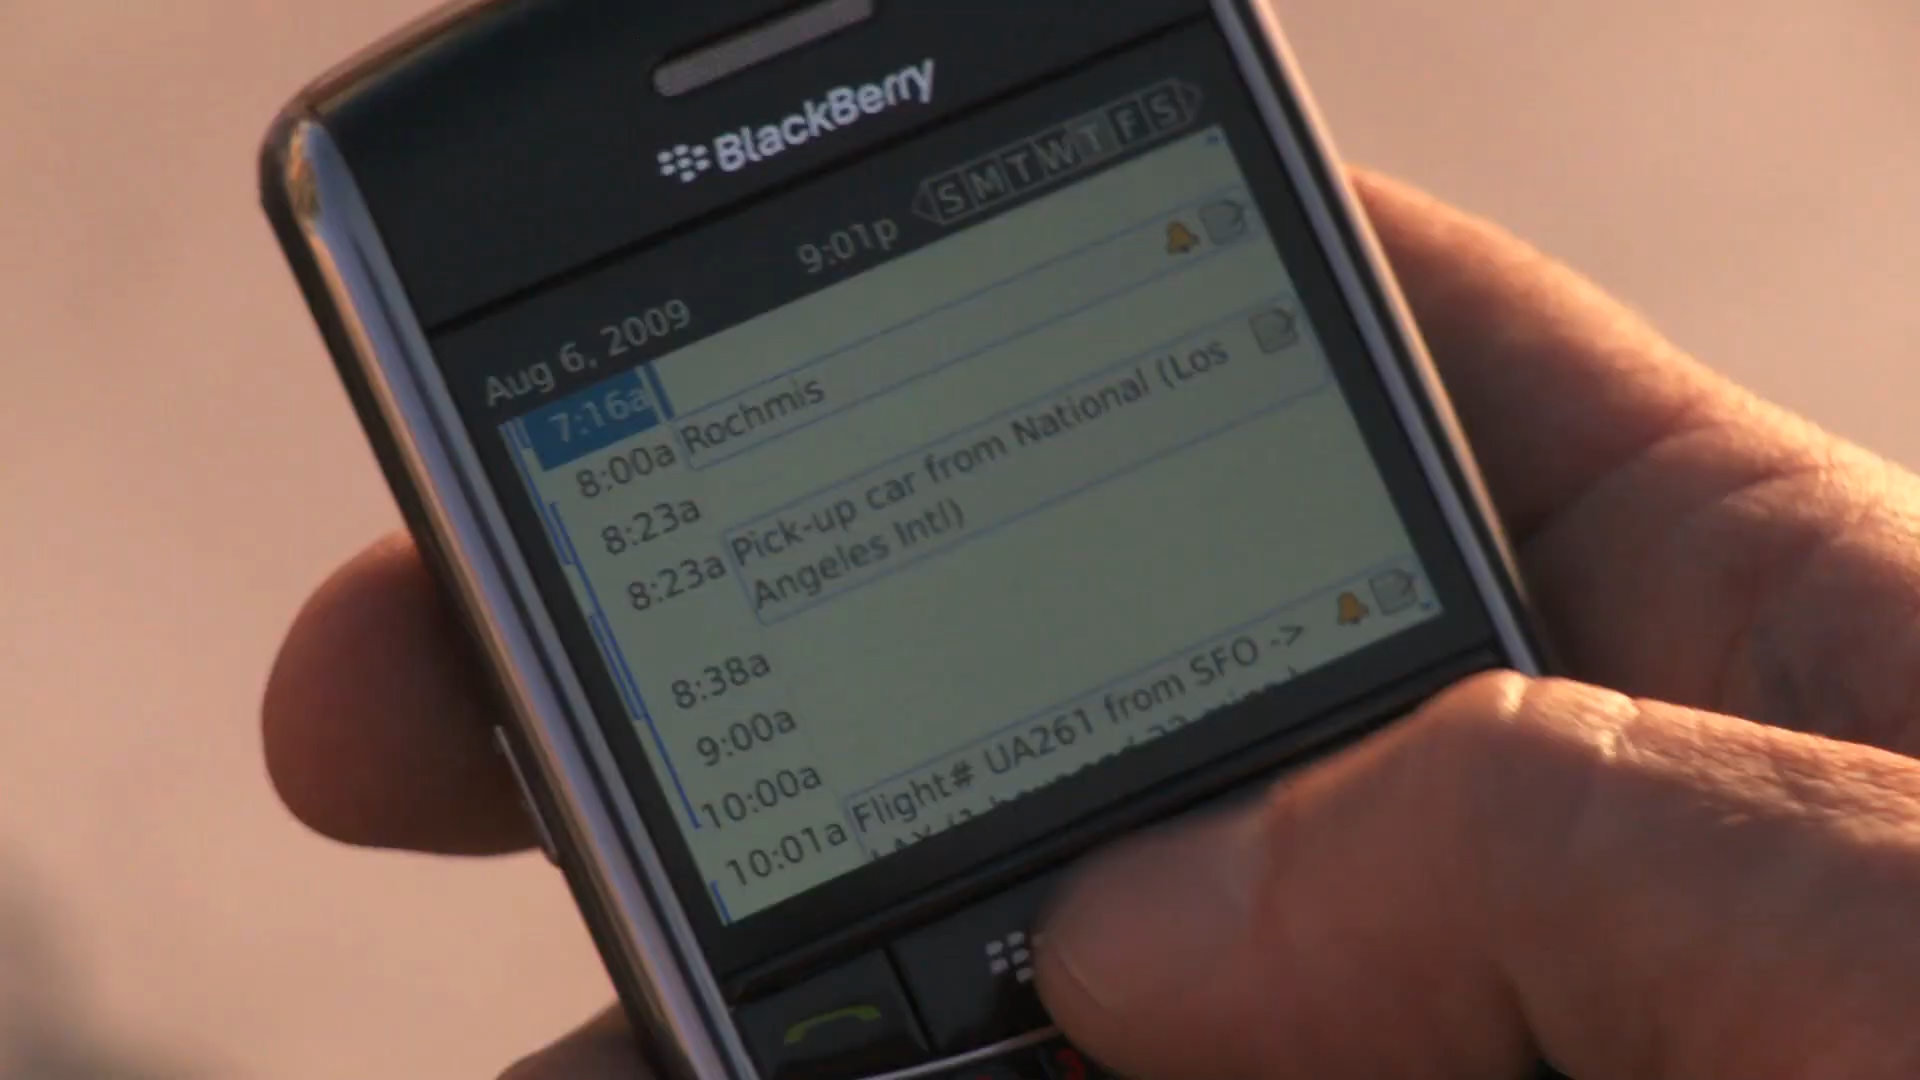 BlackBerry
Aug 6, 2009 9:01p S M T W T F S
7:16a
8:00a Rochmis
8:23a
8:23a Pick-up car from National (Los
Angeles Intl)
8:38a
9:00a
10:00a
10:01a Flight# UA261 from SFO ->